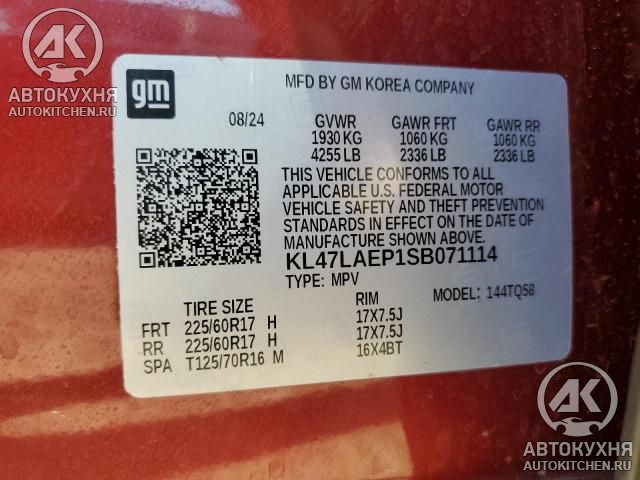 АВТОКУХНЯ
AUTOKITCHEN.RU
gm
MFD BY GM KOREA COMPANY
08/24 GVWR GAWR FRT GAWR RR
1930 KG 1060 KG 1060 KG
4255 LB 2336 LB 2336 LB
THIS VEHICLE CONFORMS TO ALL
APPLICABLE U.S. FEDERAL MOTOR
VEHICLE SAFETY AND THEFT PREVENTION
STANDARDS IN EFFECT ON THE DATE OF
MANUFACTURE SHOWN ABOVE.
KL47LAEP1SB071114
TYPE: MPV MODEL: 144TQ58
TIRE SIZE RIM
FRT 225/60R17 H 17X7.5J
RR 225/60R17 H 17X7.5J
SPA T125/70R16 M 16X4BT
АК
АВТОКУХНЯ
AUTOKITCHEN.RU